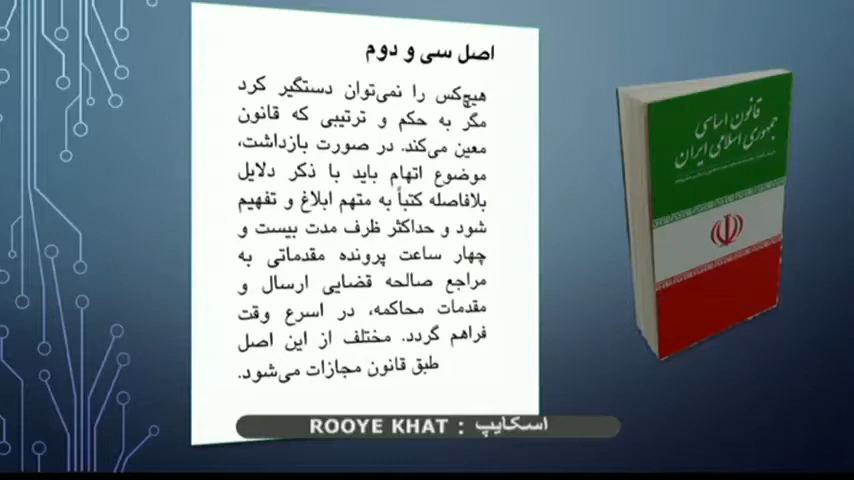 اصل سی و دوم
هیچ‌کس را نمی‌توان دستگیر کرد
مگر به حکم و ترتیبی که قانون
معین می‌کند. در صورت بازداشت،
موضوع اتهام باید با ذکر دلایل
بلافاصله کتباً به متهم ابلاغ و تفهیم
شود و حداکثر ظرف مدت بیست و
چهار ساعت پرونده مقدماتی به
مراجع صالحه قضایی ارسال و
مقدمات محاکمه، در اسرع وقت
فراهم گردد. مختلف از این اصل
طبق قانون مجازات می‌شود.
قانون اساسی
جمهوری اسلامی ایران
اسکایپ : ROOYE KHAT